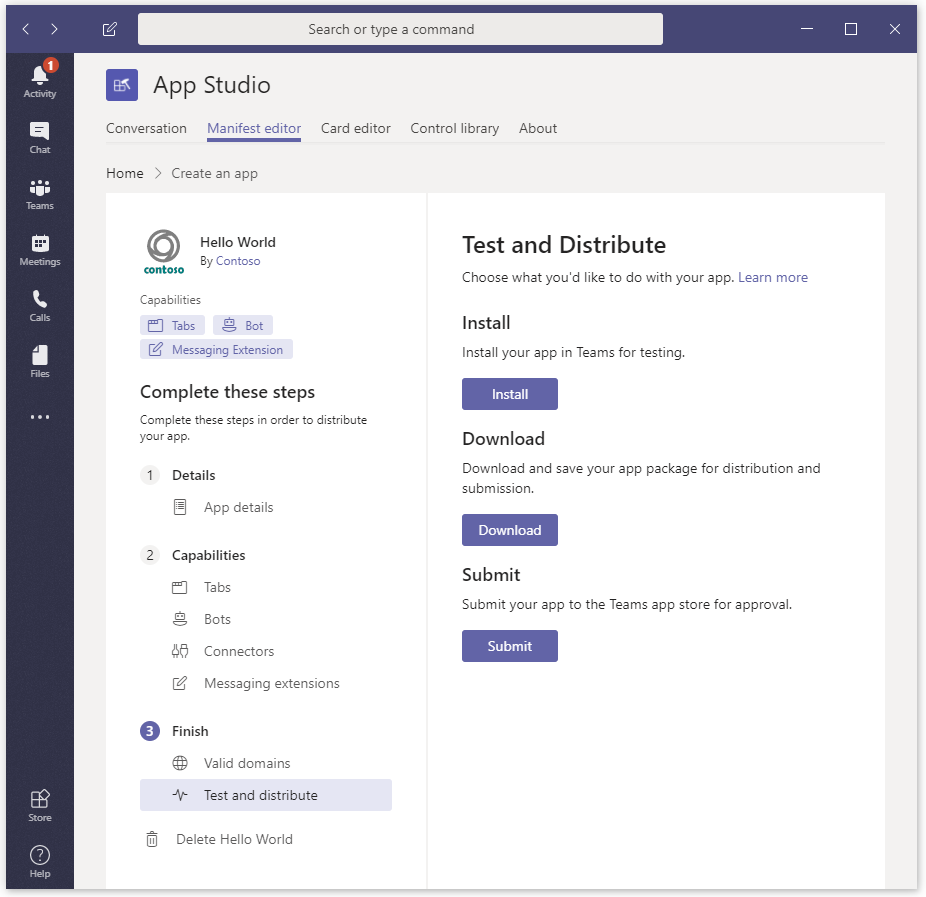 Search or type a command
1
Activity
Chat
Teams
Meetings
Calls
Files
Store
Help
App Studio
Conversation Manifest editor Card editor Control library About
Home > Create an app
contoso
Hello World
By Contoso
Capabilities
Tabs Bot
Messaging Extension
Complete these steps
Complete these steps in order to distribute
your app.
1 Details
App details
2 Capabilities
Tabs
Bots
Connectors
Messaging extensions
3 Finish
Valid domains
Test and distribute
Delete Hello World
Test and Distribute
Choose what you'd like to do with your app. Learn more
Install
Install your app in Teams for testing.
Install
Download
Download and save your app package for distribution and
submission.
Download
Submit
Submit your app to the Teams app store for approval.
Submit